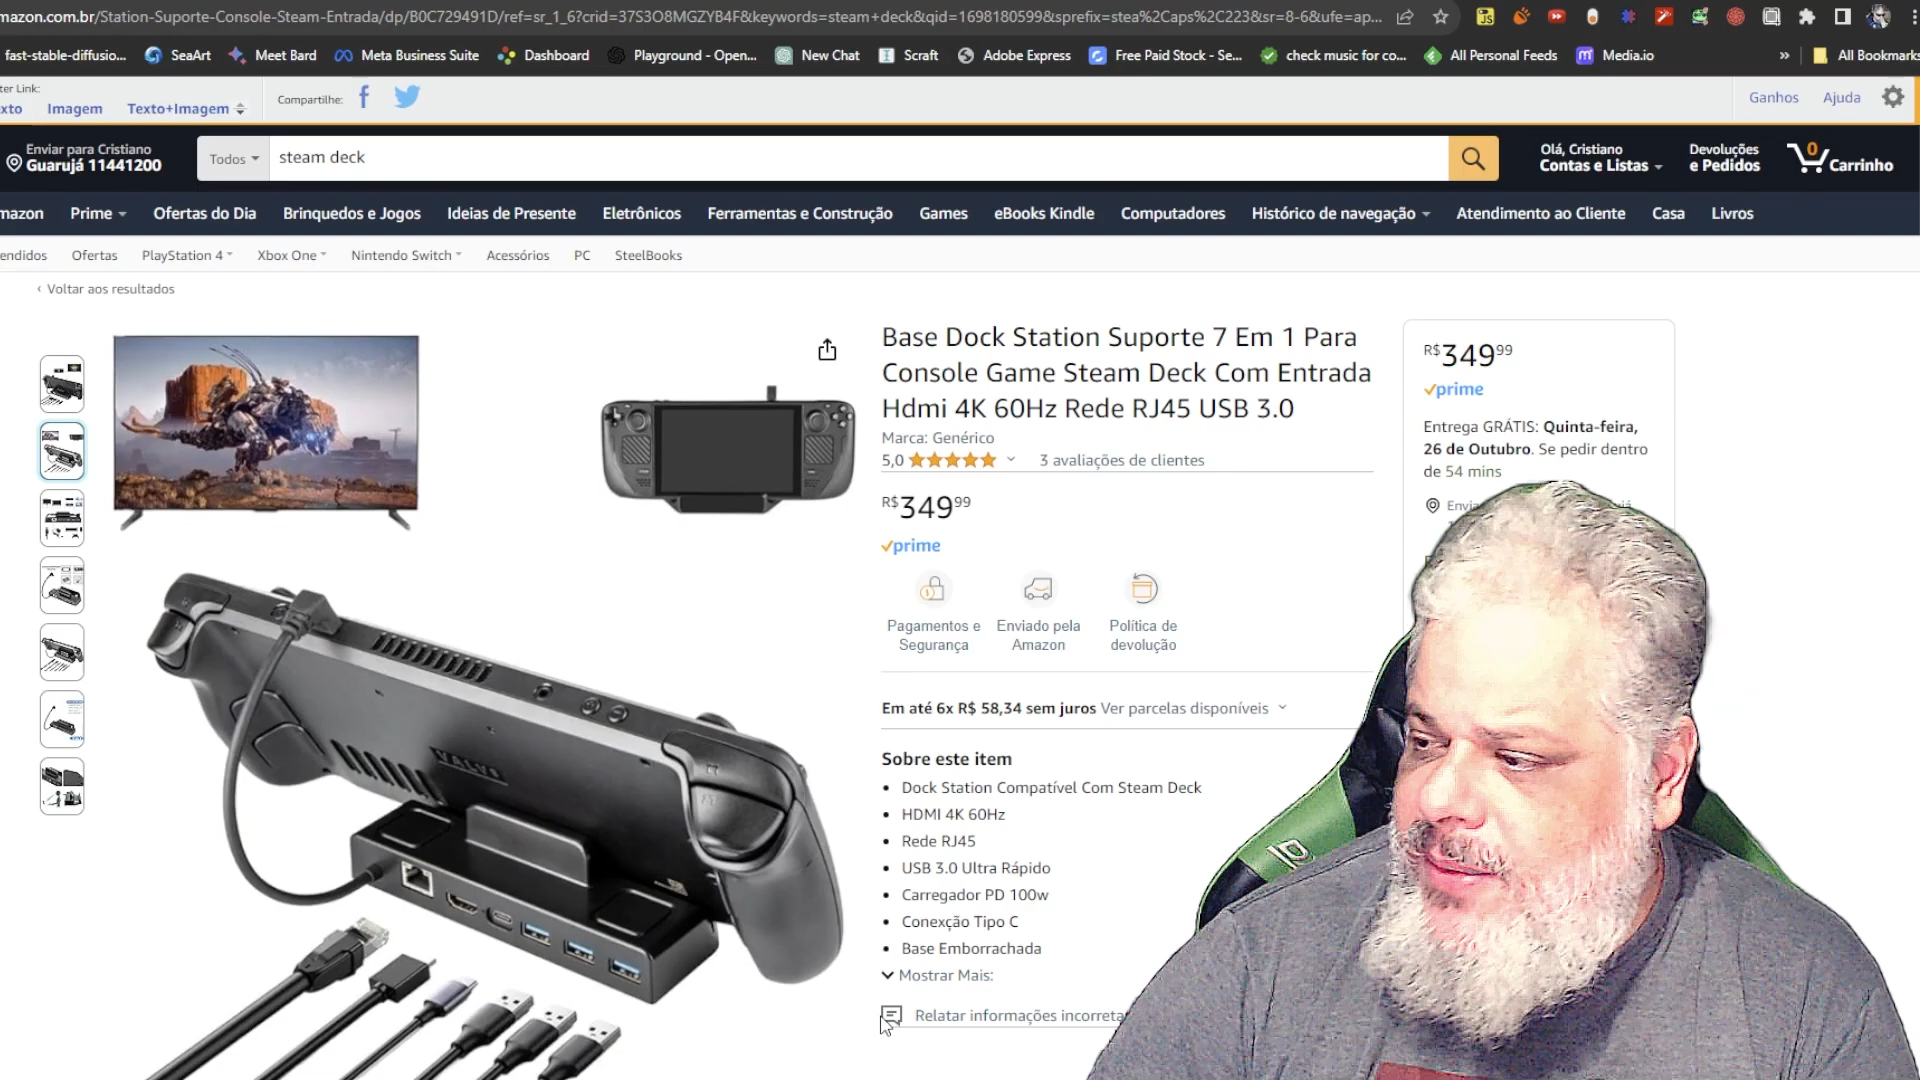 mazon.com.br/Station-Suporte-Console-Steam-Entrada/dp/B0C729491D/ref=sr_1_6?crid=37S3O8MGZYB4F&keywords=steam+deck&qid=1698180599&sprefix=stea%2Caps%2C223&sr=8-6&ufe=ap...
fast-stable-diffusio... SeaArt Meet Bard Meta Business Suite Dashboard Playground - Open... New Chat Scraft Adobe Express Free Paid Stock - Se... check music for co... All Personal Feeds Media.io » All Bookmarks
ter Link:
xto Imagem Texto+Imagem Compartilhe: Ganhos Ajuda
Enviar para Cristiano
Guarujá 11441200
Todos steam deck
Olá, Cristiano
Contas e Listas
Devoluções
e Pedidos
0
Carrinho
mazon Prime Ofertas do Dia Brinquedos e Jogos Ideias de Presente Eletrônicos Ferramentas e Construção Games eBooks Kindle Computadores Histórico de navegação Atendimento ao Cliente Casa Livros
endidos Ofertas PlayStation 4 Xbox One Nintendo Switch Acessórios PC SteelBooks
‹ Voltar aos resultados
Base Dock Station Suporte 7 Em 1 Para
Console Game Steam Deck Com Entrada
Hdmi 4K 60Hz Rede RJ45 USB 3.0
Marca: Genérico
5,0 3 avaliações de clientes
R$34999
prime
Pagamentos e
Segurança
Enviado pela
Amazon
Política de
devolução
Em até 6x R$ 58,34 sem juros Ver parcelas disponíveis
Sobre este item
• Dock Station Compatível Com Steam Deck
• HDMI 4K 60Hz
• Rede RJ45
• USB 3.0 Ultra Rápido
• Carregador PD 100w
• Conexção Tipo C
• Base Emborrachada
Mostrar Mais:
Relatar informações incorreta
R$34999
prime
Entrega GRÁTIS: Quinta-feira,
26 de Outubro. Se pedir dentro
de 54 mins
Envia
VALVE